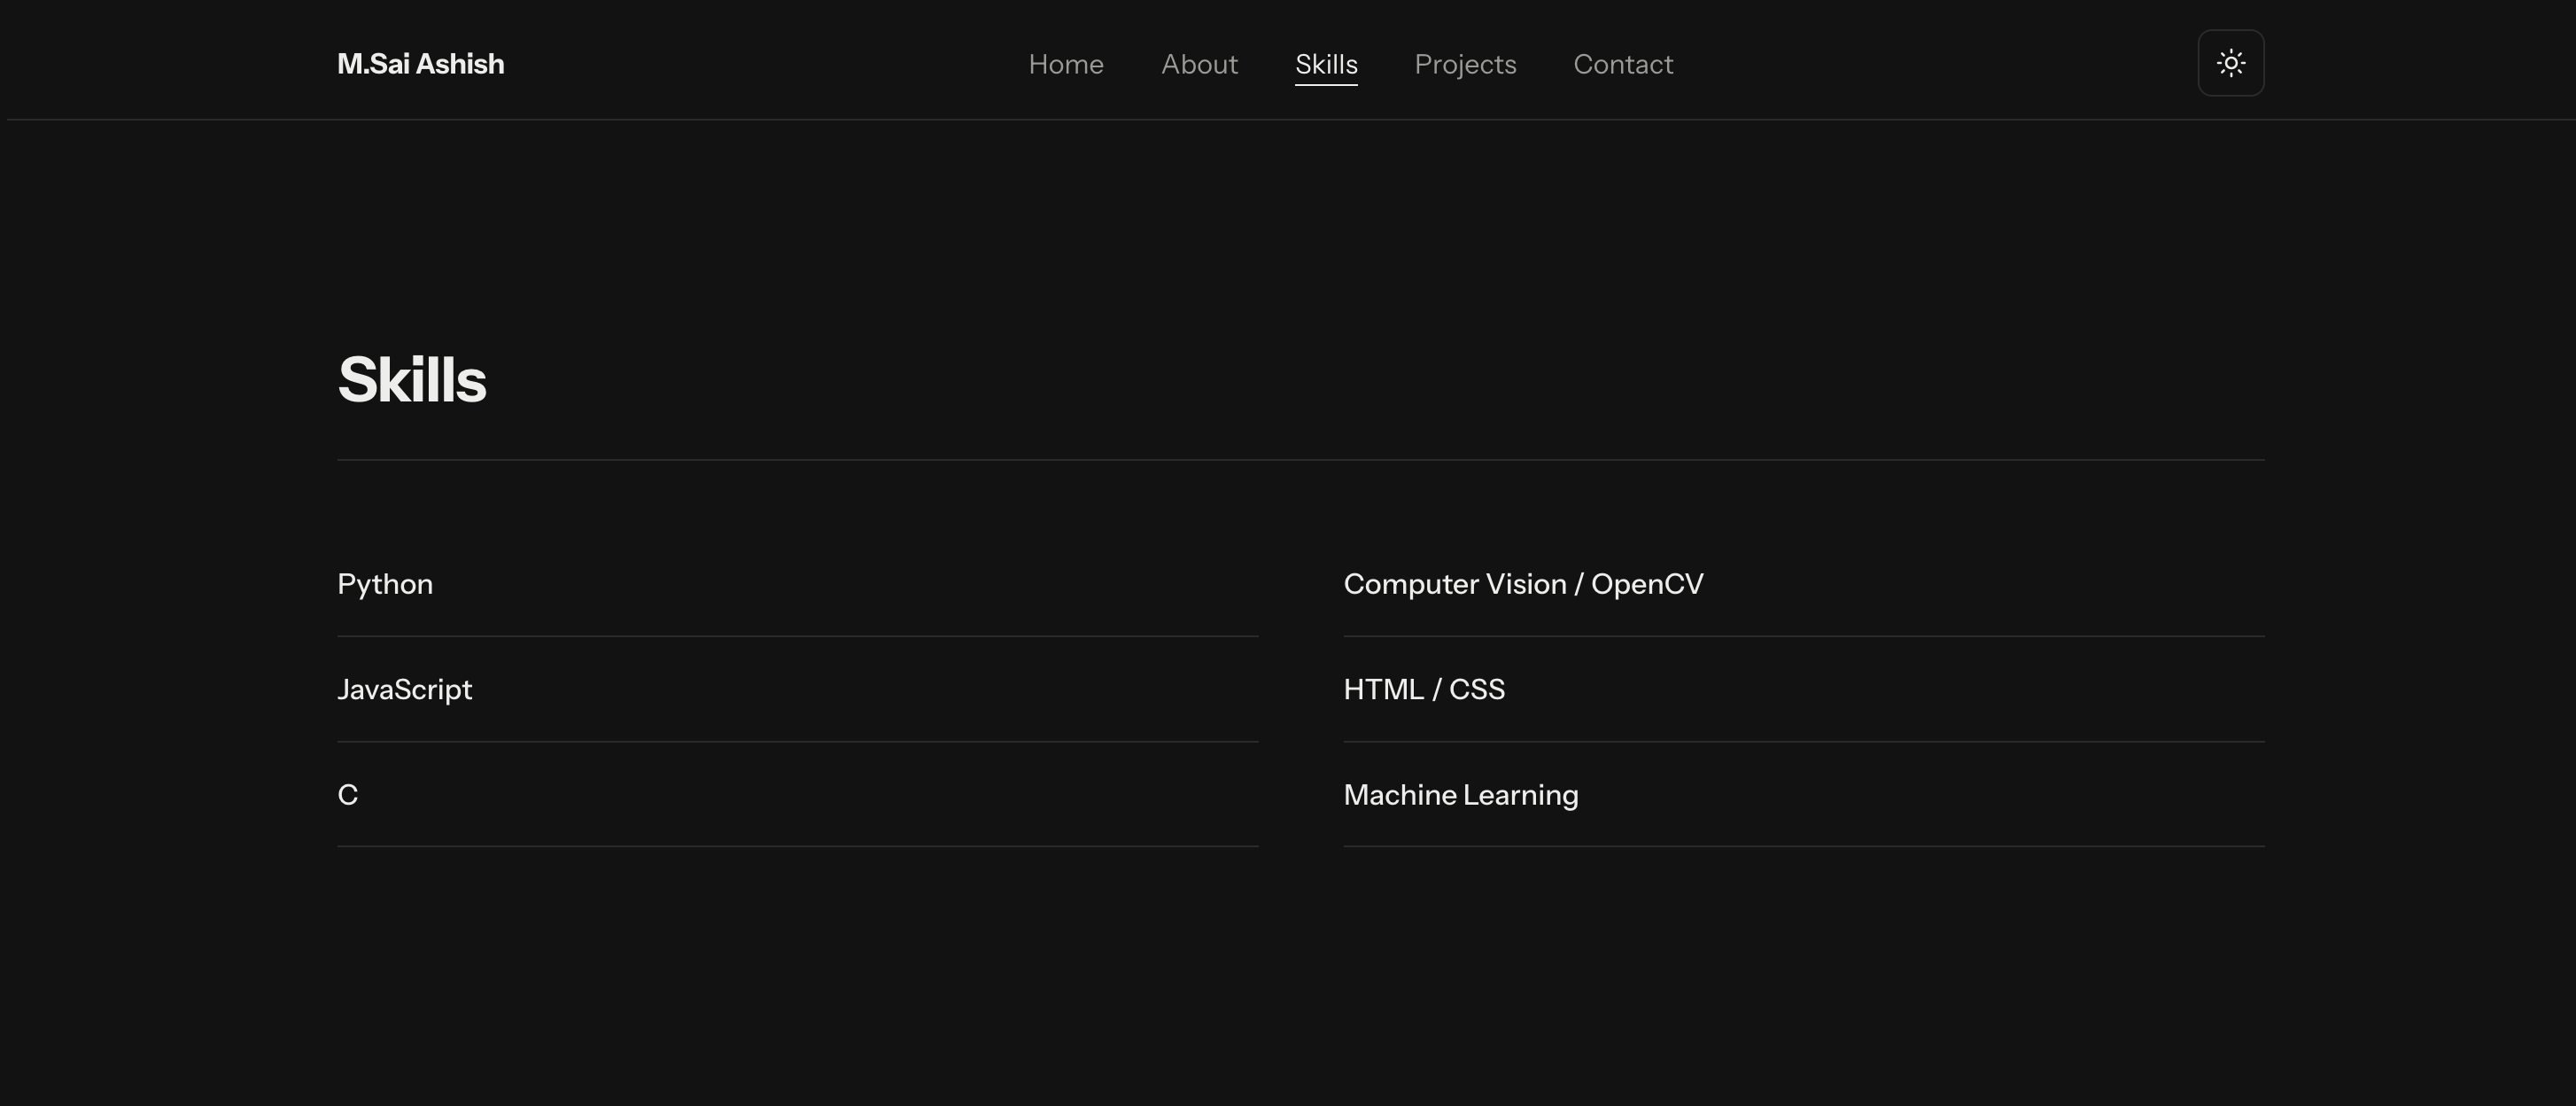 M.Sai Ashish
Home About Skills Projects Contact
Skills
Python
Computer Vision / OpenCV
JavaScript
HTML / CSS
C
Machine Learning